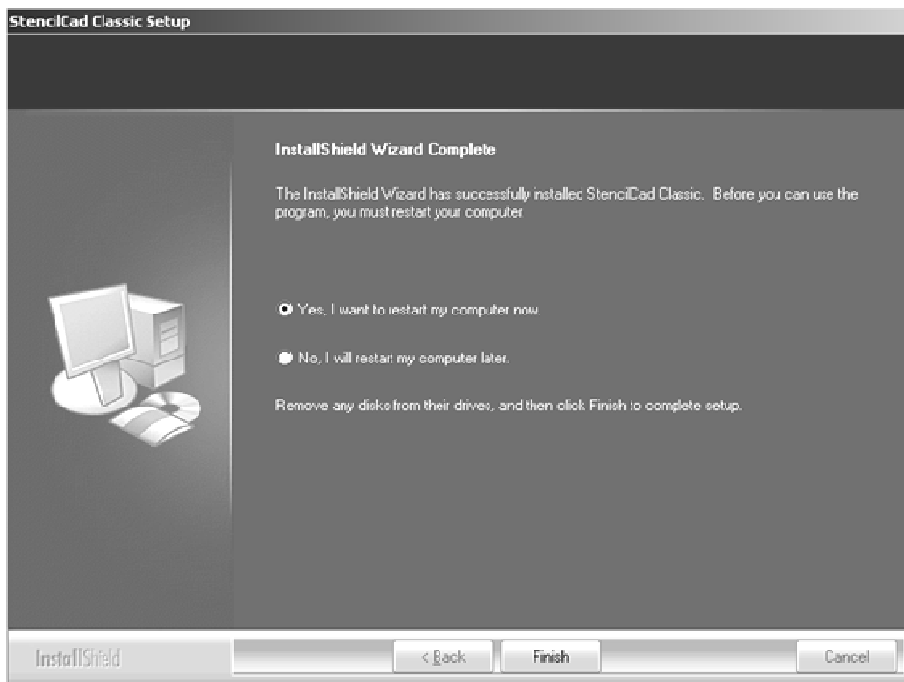 StencilCad Classic Setup
InstallShield Wizard Complete
The InstallShield Wizard has successfully installed StencilCad Classic. Before you can use the
program, you must restart your computer.
Yes, I want to restart my computer now.
No, I will restart my computer later.
Remove any disks from their drives, and then click Finish to complete setup.
InstallShield
< Back
Finish
Cancel